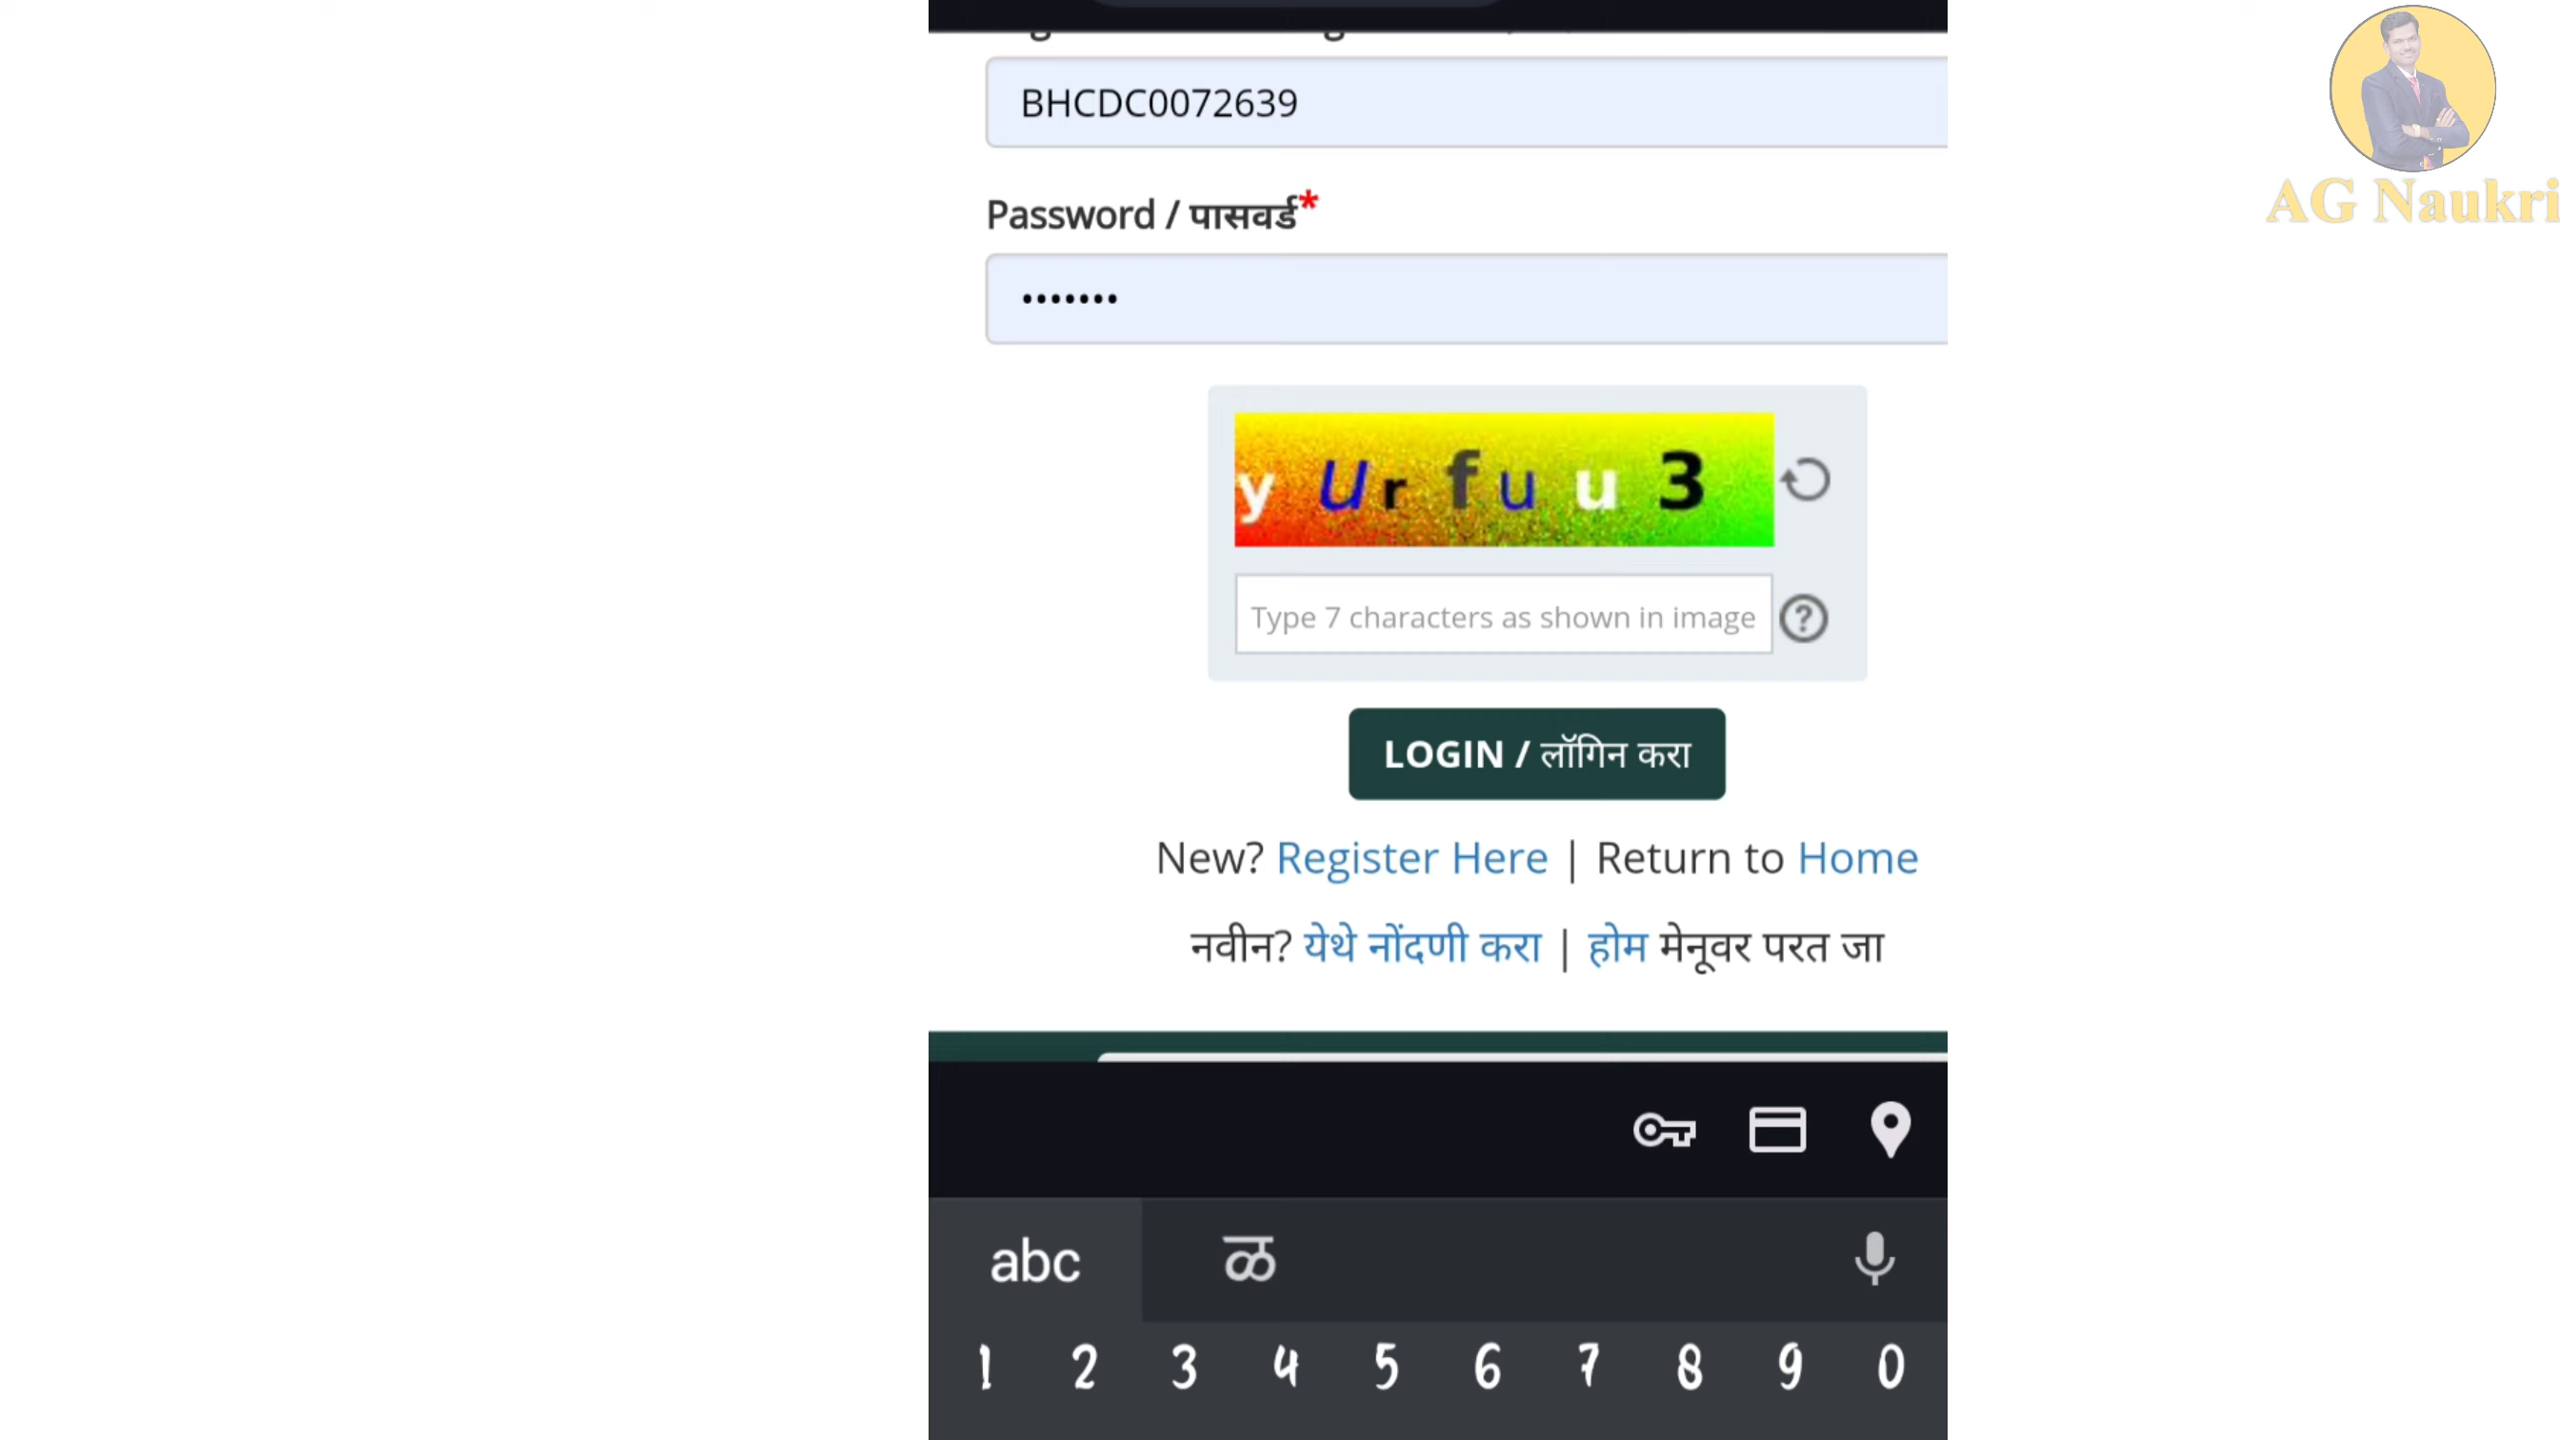 BHCDC0072639
Password / पासवर्ड*
•••••••
y u r f u u 3
Type 7 characters as shown in image
LOGIN / लॉगिन करा
New? Register Here | Return to Home
नवीन? येथे नोंदणी करा | होम मेनूवर परत जा
abc ळ
1 2 3 4 5 6 7 8 9 0
AG Naukri